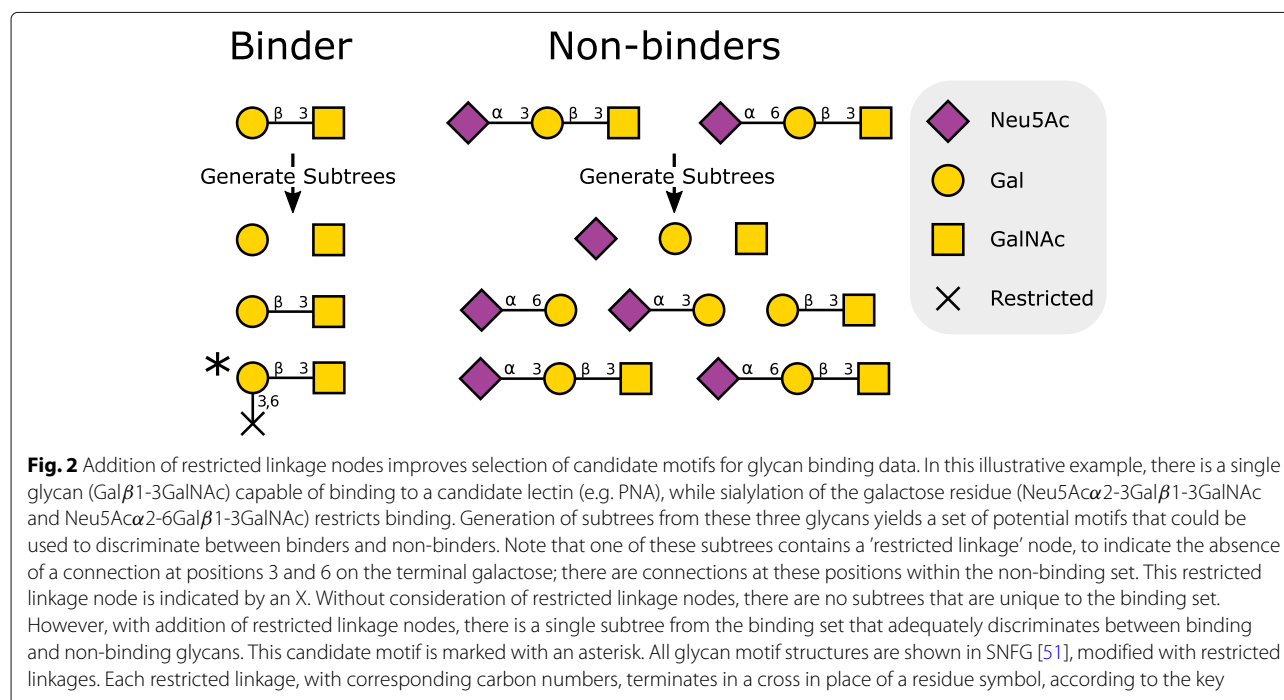 Binder Non-binders
β 3 α 3 β 3 α 6 β 3
Neu5Ac
Generate Subtrees Generate Subtrees
Gal
GalNAc
β 3 α 6 α 3 β 3
Restricted
* β 3 α 3 β 3 α 6 β 3
3,6
Fig. 2 Addition of restricted linkage nodes improves selection of candidate motifs for glycan binding data. In this illustrative example, there is a single
glycan (Galβ1-3GalNAc) capable of binding to a candidate lectin (e.g. PNA), while sialylation of the galactose residue (Neu5Acα2-3Galβ1-3GalNAc
and Neu5Acα2-6Galβ1-3GalNAc) restricts binding. Generation of subtrees from these three glycans yields a set of potential motifs that could be
used to discriminate between binders and non-binders. Note that one of these subtrees contains a 'restricted linkage' node, to indicate the absence
of a connection at positions 3 and 6 on the terminal galactose; there are connections at these positions within the non-binding set. This restricted
linkage node is indicated by an X. Without consideration of restricted linkage nodes, there are no subtrees that are unique to the binding set.
However, with addition of restricted linkage nodes, there is a single subtree from the binding set that adequately discriminates between binding
and non-binding glycans. This candidate motif is marked with an asterisk. All glycan motif structures are shown in SNFG [51], modified with restricted
linkages. Each restricted linkage, with corresponding carbon numbers, terminates in a cross in place of a residue symbol, according to the key